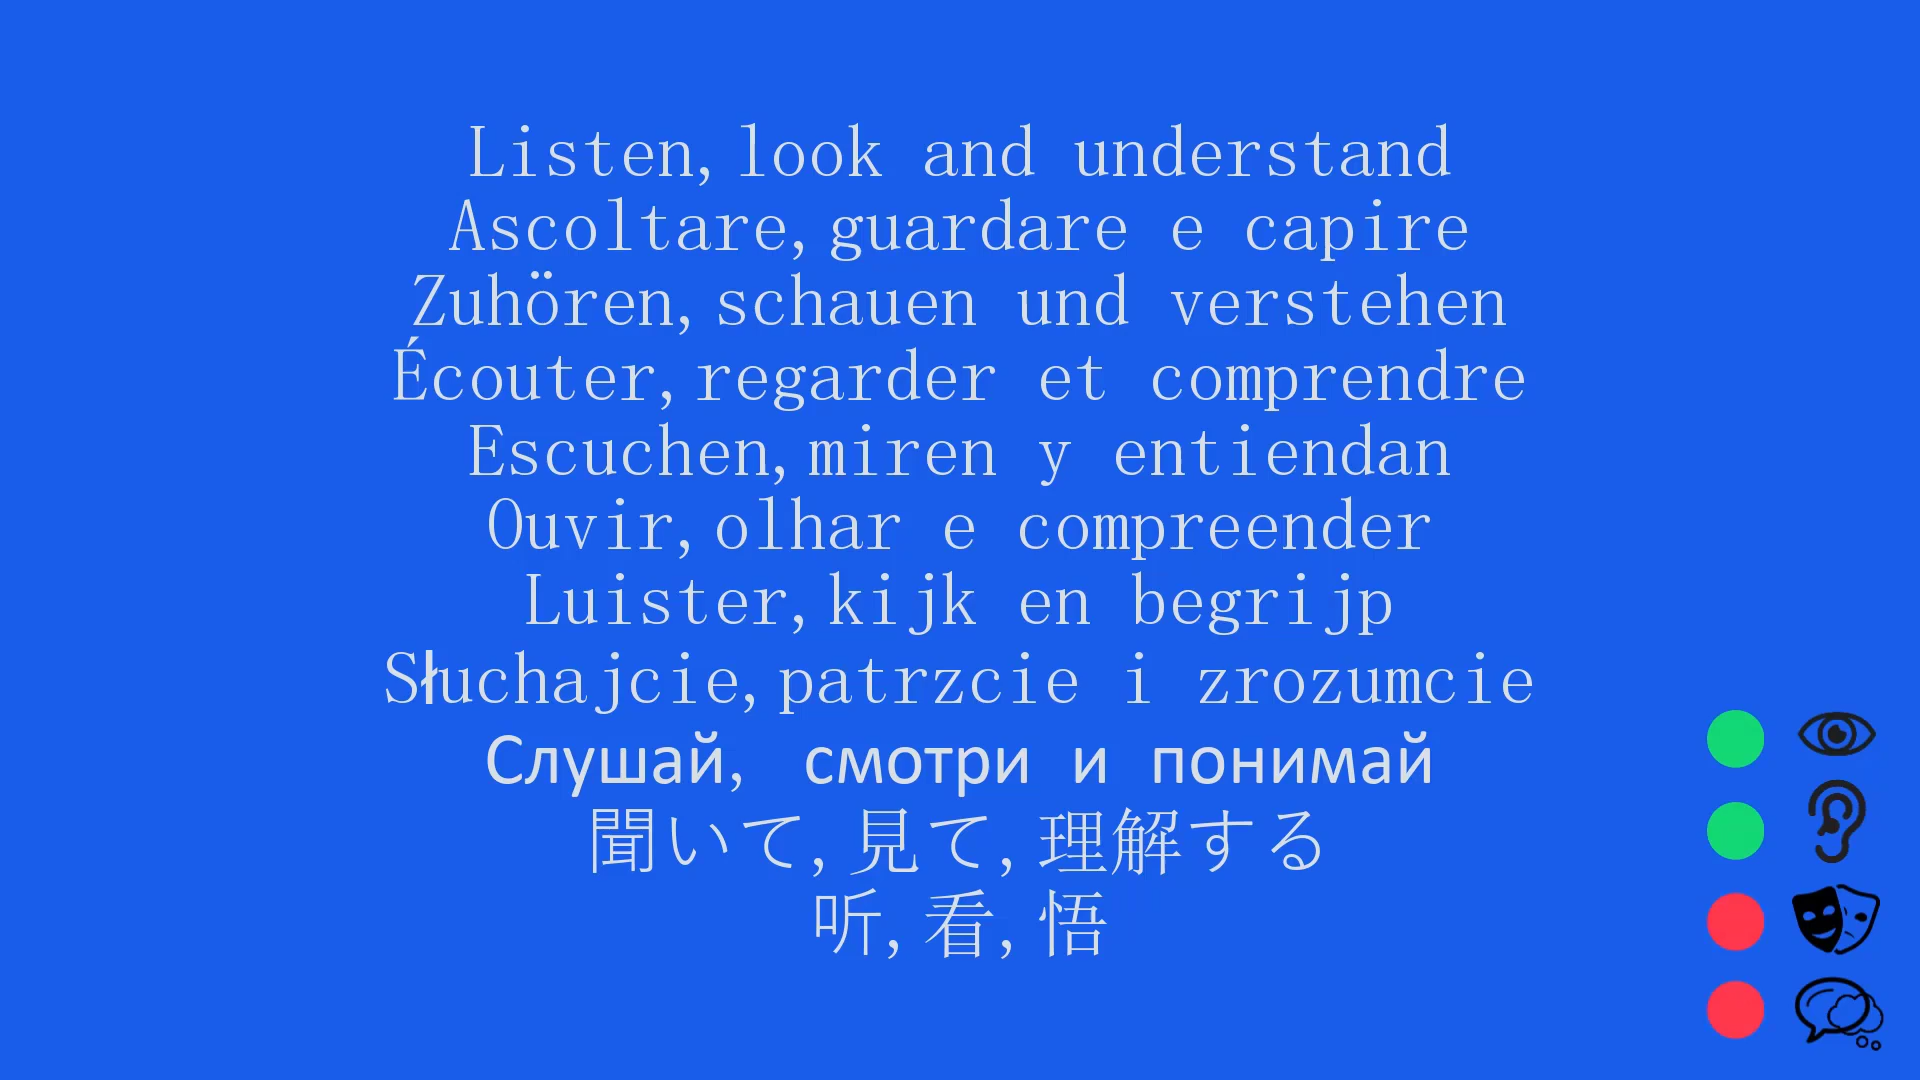 Listen, look and understand
Ascoltare, guardare e capire
Zuhören, schauen und verstehen
Écouter, regarder et comprendre
Escuchen, miren y entiendan
Ouvir, olhar e compreender
Luister, kijk en begrijp
Słuchajcie, patrzcie i zrozumcie
Слушай, смотри и понимай
聞いて, 見て, 理解する
听, 看, 悟